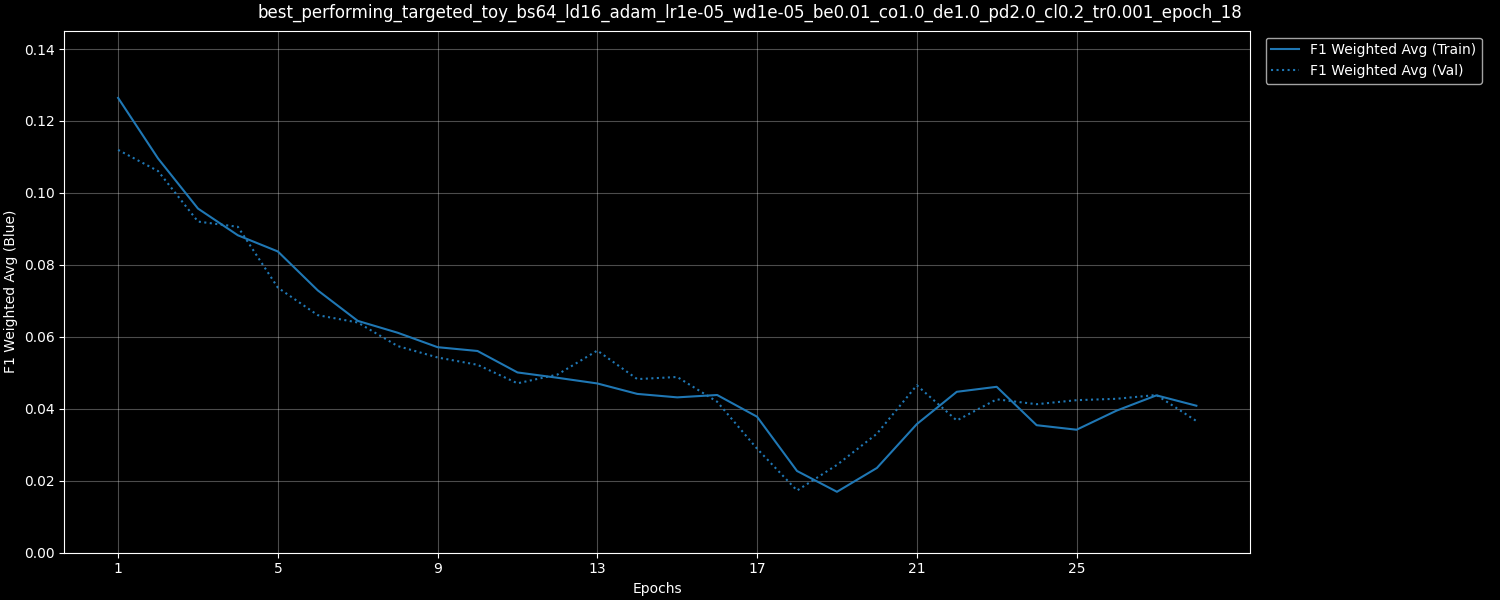 best_performing_targeted_toy_bs64_ld16_adam_lr1e-05_wd1e-05_be0.01_co1.0_de1.0_pd2.0_cl0.2_tr0.001_epoch_18
F1 Weighted Avg (Train)
F1 Weighted Avg (Val)
F1 Weighted Avg (Blue)
0.14
0.12
0.10
0.08
0.06
0.04
0.02
0.00
1 5 9 13 17 21 25
Epochs